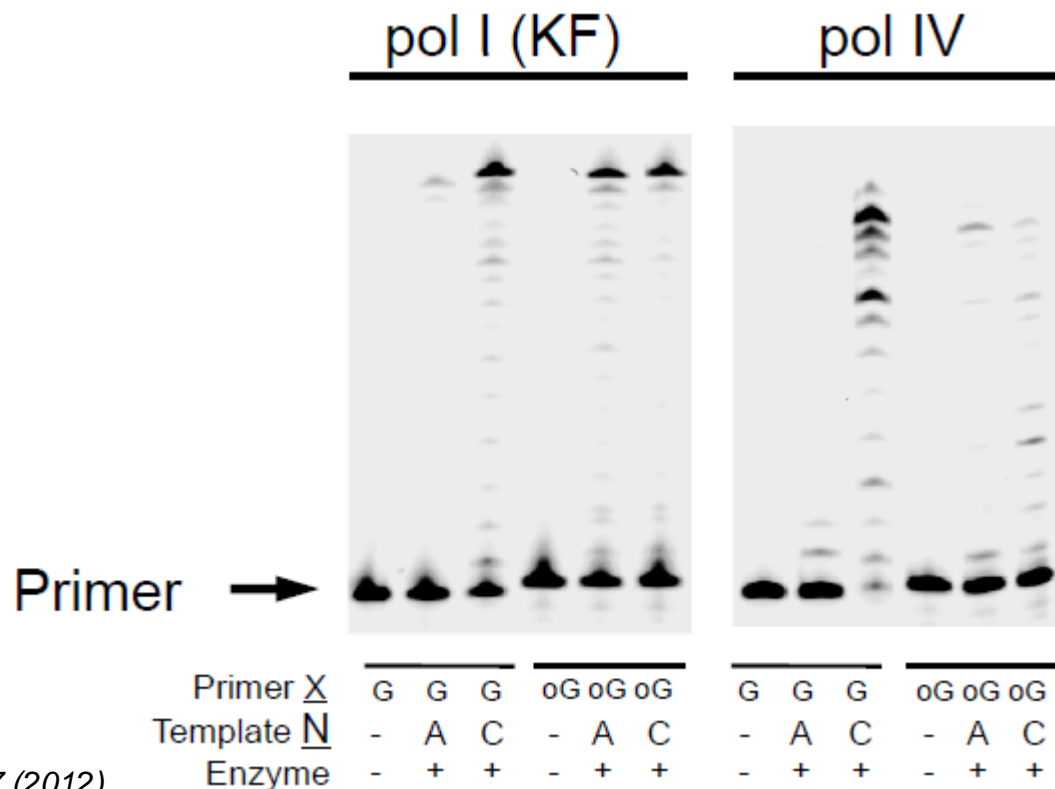 pol I (KF) pol IV
Primer
Primer X G G G oG oG oG G G G oG oG oG
Template N - A C - A C - A C - A C
Enzyme - + + - + + - + + - + +
(2012)